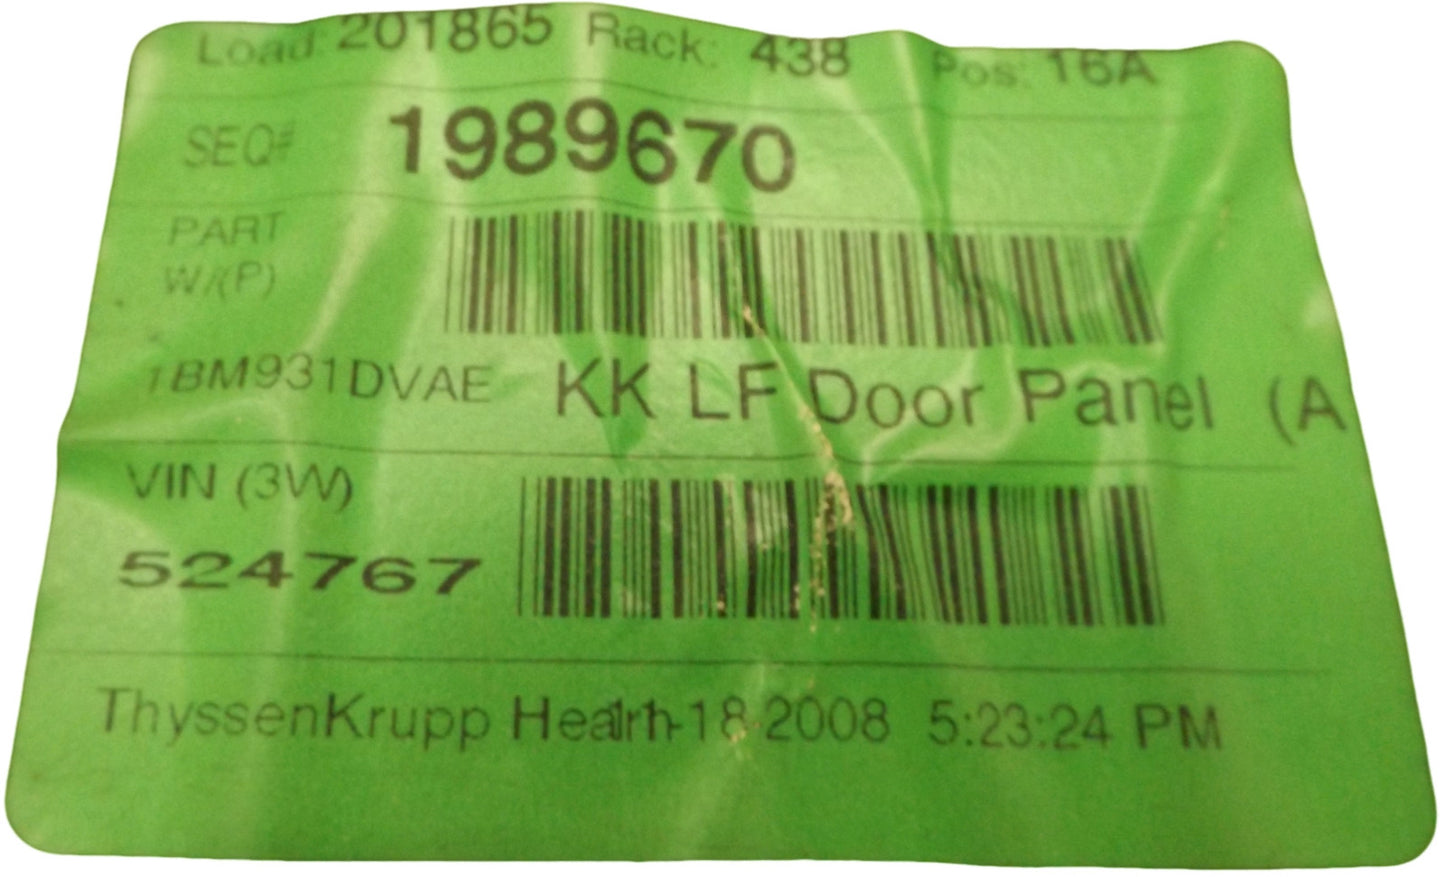 Load: 201865 Rack: 438 Pos: 16A
SEQ# 1989670
PART
W/(P)
1BM931DVAE KK LF Door Panel (A
VIN (3W)
524767
ThyssenKrupp 18-2008 5:23:24 PM